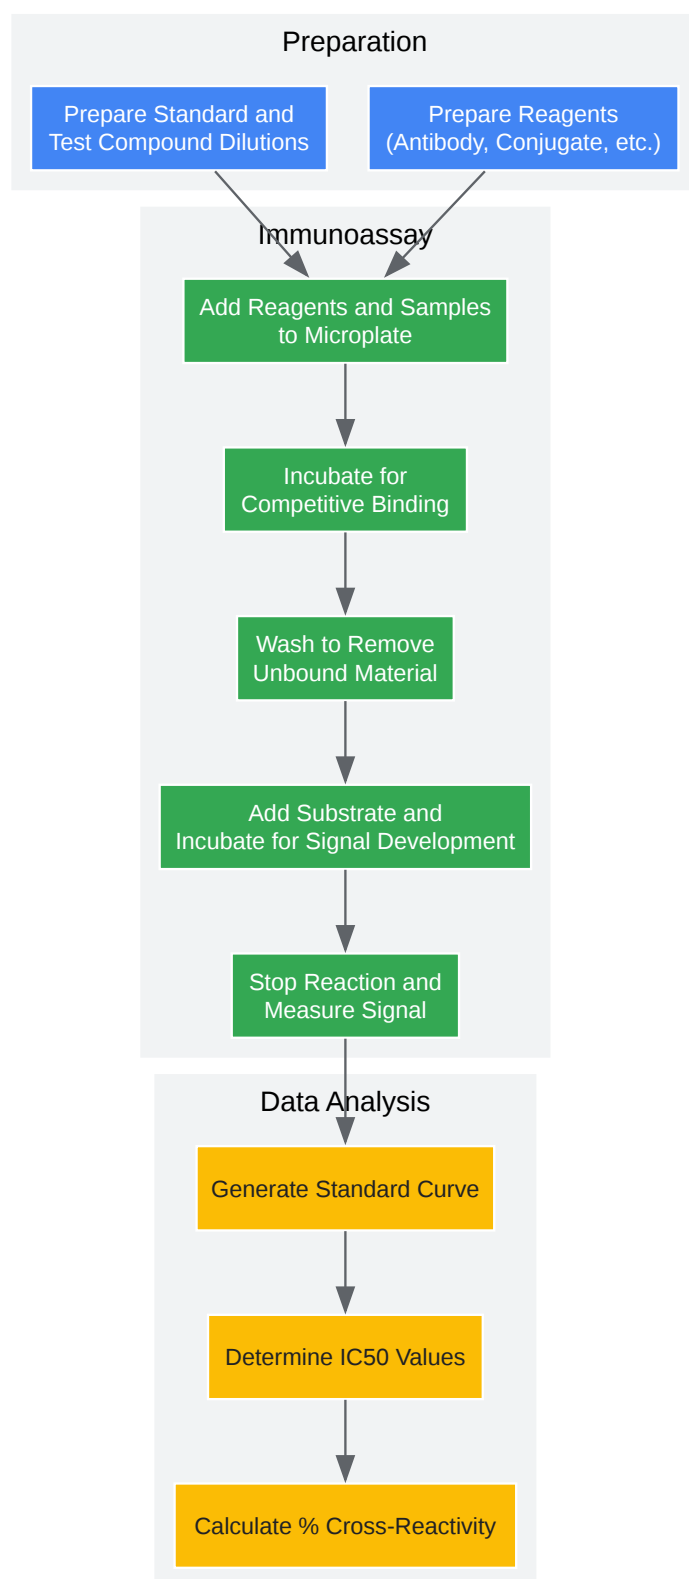 Preparation
Prepare Standard and
Test Compound Dilutions
Prepare Reagents
(Antibody, Conjugate, etc.)
Immunoassay
Add Reagents and Samples
to Microplate
Incubate for
Competitive Binding
Wash to Remove
Unbound Material
Add Substrate and
Incubate for Signal Development
Stop Reaction and
Measure Signal
Data Analysis
Generate Standard Curve
Determine IC50 Values
Calculate % Cross-Reactivity